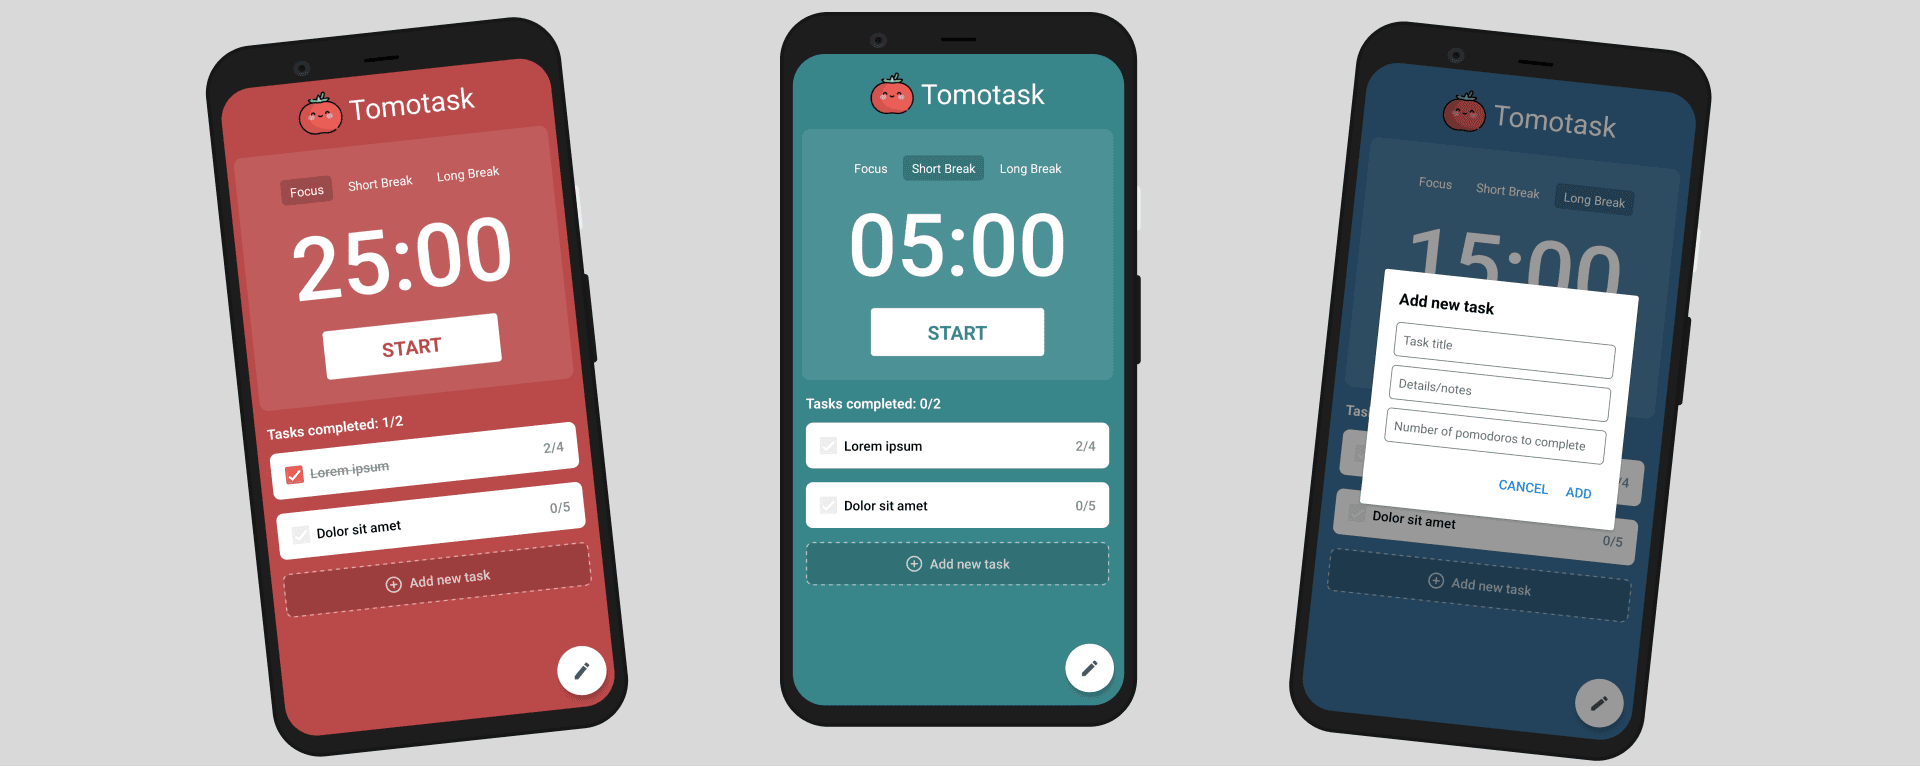 Tomotask
Focus Short Break Long Break
25:00
START
Tasks completed: 1/2
Lorem ipsum 2/4
Dolor sit amet 0/5
Add new task
Tomotask
Focus Short Break Long Break
05:00
START
Tasks completed: 0/2
Lorem ipsum 2/4
Dolor sit amet 0/5
Add new task
Tomotask
Focus Short Break Long Break
15:00
Add new task
Task title
Details/notes
Number of pomodoros to complete
CANCEL ADD
Tas
/4
Dolor sit amet 0/5
Add new task